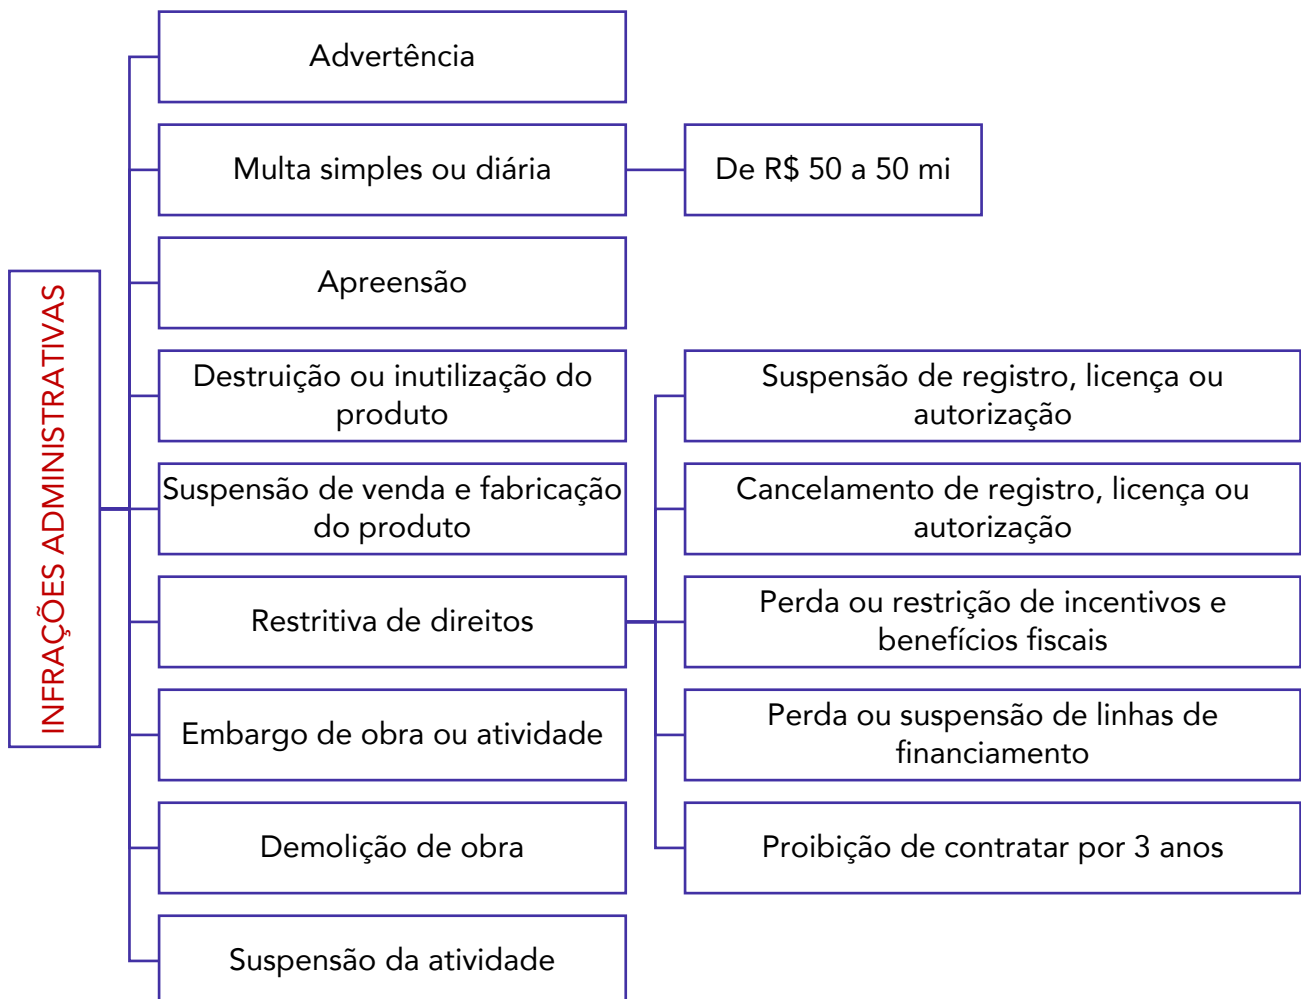 INFRAÇÕES ADMINISTRATIVAS
Advertência
Multa simples ou diária
De R$ 50 a 50 mi
Apreensão
Destruição ou inutilização do
produto
Suspensão de venda e fabricação
do produto
Restritiva de direitos
Suspensão de registro, licença ou
autorização
Cancelamento de registro, licença ou
autorização
Perda ou restrição de incentivos e
benefícios fiscais
Perda ou suspensão de linhas de
financiamento
Proibição de contratar por 3 anos
Embargo de obra ou atividade
Demolição de obra
Suspensão da atividade